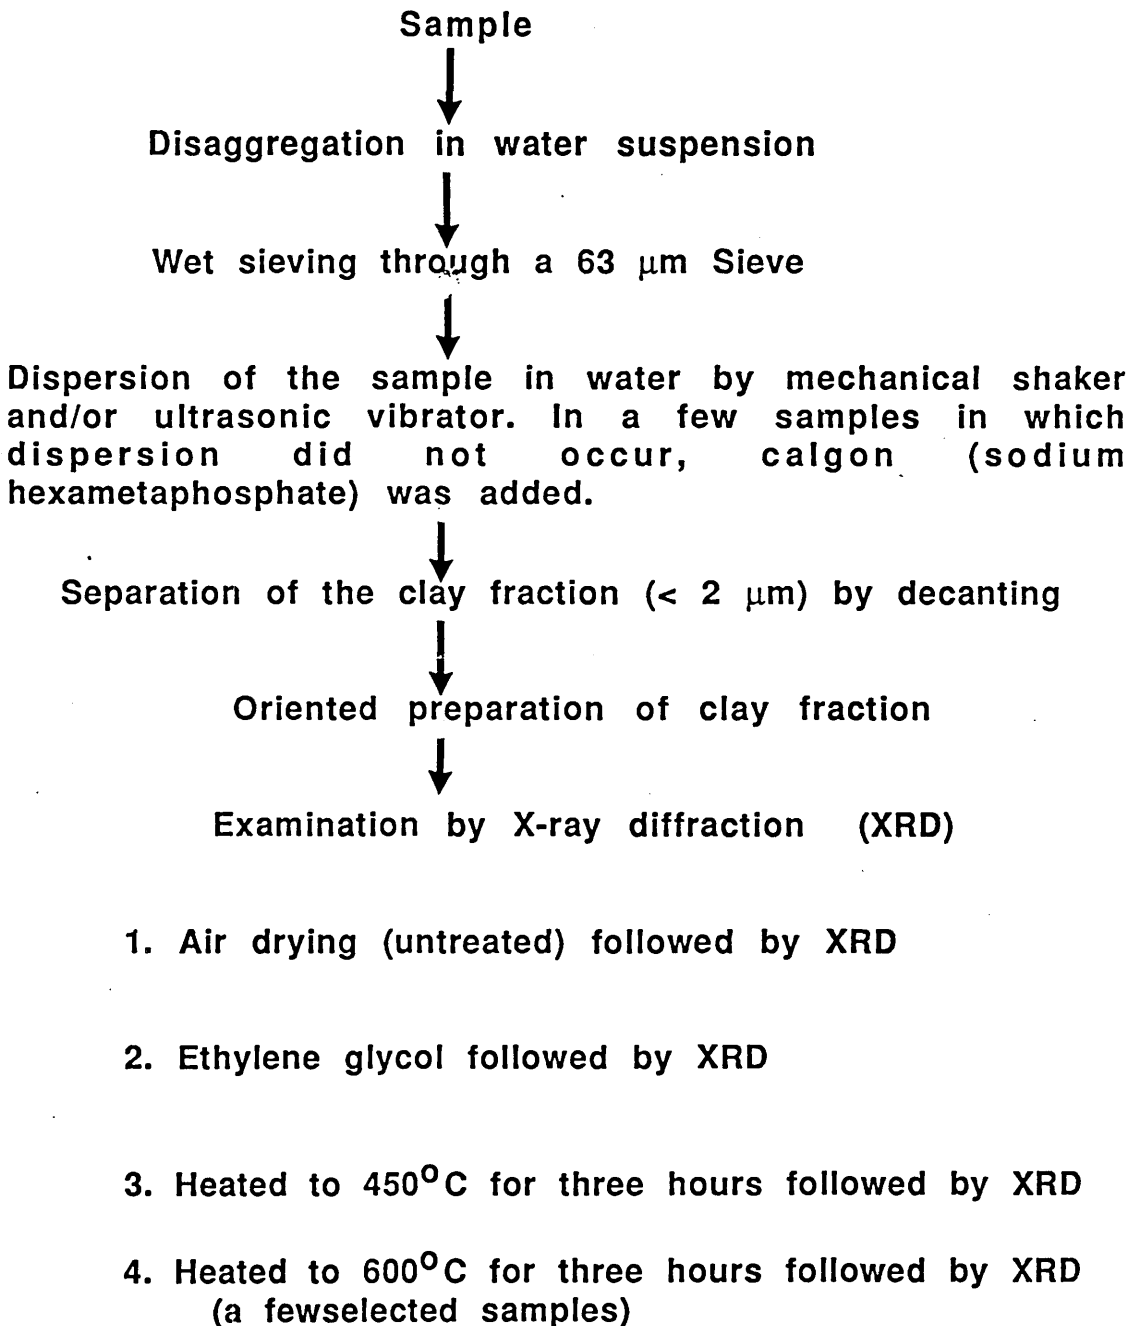 Sample
Disaggregation in water suspension
Wet sieving through a 63 μm Sieve
Dispersion of the sample in water by mechanical shaker
and/or ultrasonic vibrator. In a few samples in which
dispersion did not occur, calgon (sodium
hexametaphosphate) was added.
Separation of the clay fraction (< 2 μm) by decanting
Oriented preparation of clay fraction
Examination by X-ray diffraction (XRD)
1. Air drying (untreated) followed by XRD
2. Ethylene glycol followed by XRD
3. Heated to 450°C for three hours followed by XRD
4. Heated to 600°C for three hours followed by XRD
(a fewselected samples)